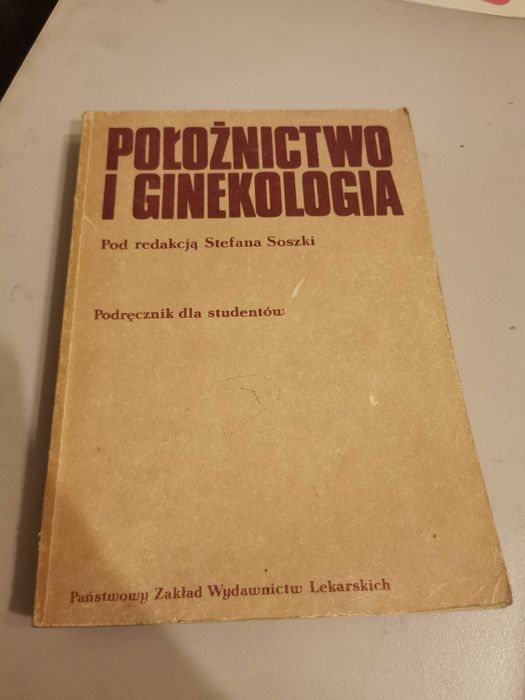 POŁOŻNICTWO
I GINEKOLOGIA
Pod redakcją Stefana Soszki
Podręcznik dla studentów
Państwowy Zakład Wydawnictw Lekarskich